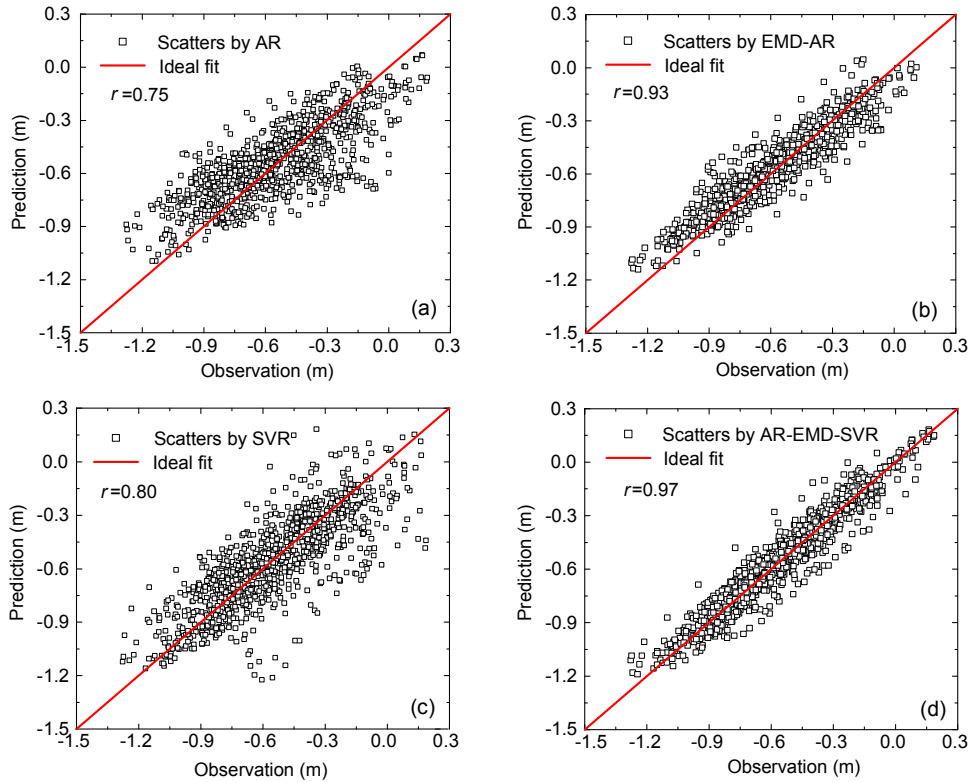 0.3
0.0
-0.3
-0.6
-0.9
-1.2
-1.5
Prediction (m)
Scatters by AR
Ideal fit
r=0.75
(a)
-1.5 -1.2 -0.9 -0.6 -0.3 0.0 0.3
Observation (m)
0.3
0.0
-0.3
-0.6
-0.9
-1.2
-1.5
Prediction (m)
Scatters by EMD-AR
Ideal fit
r=0.93
(b)
-1.5 -1.2 -0.9 -0.6 -0.3 0.0 0.3
Observation (m)
0.3
0.0
-0.3
-0.6
-0.9
-1.2
-1.5
Prediction (m)
Scatters by SVR
Ideal fit
r=0.80
(c)
-1.5 -1.2 -0.9 -0.6 -0.3 0.0 0.3
Observation (m)
0.3
0.0
-0.3
-0.6
-0.9
-1.2
-1.5
Prediction (m)
Scatters by AR-EMD-SVR
Ideal fit
r=0.97
(d)
-1.5 -1.2 -0.9 -0.6 -0.3 0.0 0.3
Observation (m)